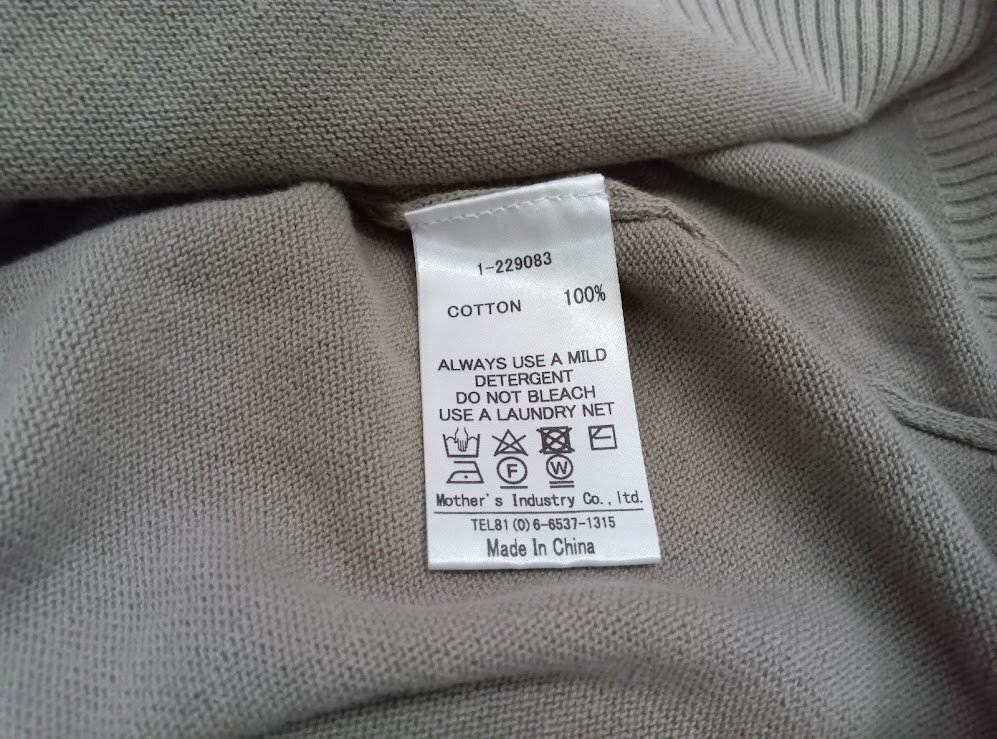 1-229083
COTTON 100%
ALWAYS USE A MILD
DETERGENT
DO NOT BLEACH
USE A LAUNDRY NET
F W
Mother's Industry Co.,ltd.
TEL81(0)6-6537-1315
Made In China